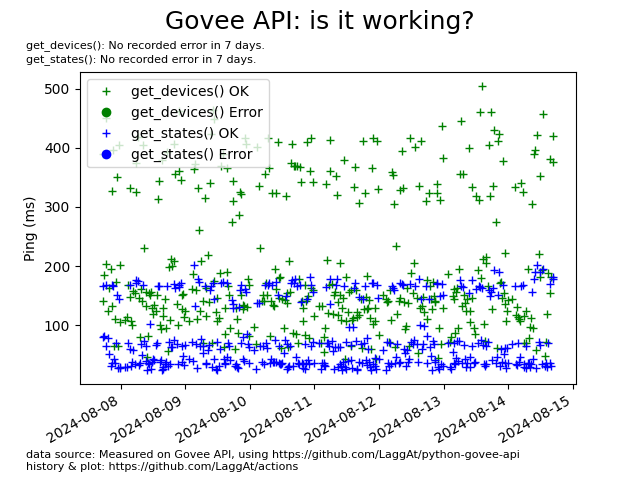 Govee API: is it working?
get_devices(): No recorded error in 7 days.
get_states(): No recorded error in 7 days.
get_devices() OK
get_devices() Error
get_states() OK
get_states() Error
Ping (ms)
500
400
300
200
100
2024-08-08
2024-08-09
2024-08-10
2024-08-11
2024-08-12
2024-08-13
2024-08-14
2024-08-15
data source: Measured on Govee API, using https://github.com/LaggAt/python-govee-api
history & plot: https://github.com/LaggAt/actions